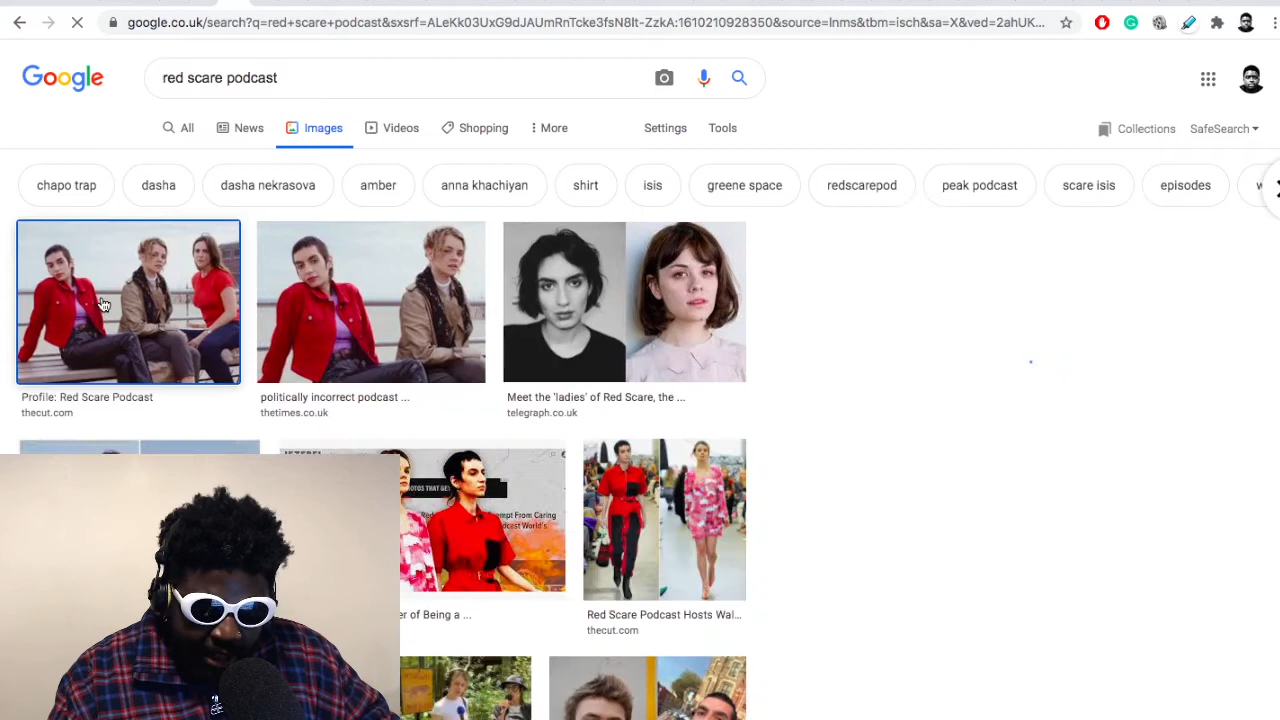 google.co.uk/search?q=red+scare+podcast&sxsrf=ALeKk03UxG9dJAUmRnTcke3fsN8It-ZzkA:1610210928350&source=lnms&tbm=isch&sa=X&ved=2ahUK...
Google
red scare podcast
All
News
Images
Videos
Shopping
More
Settings
Tools
Collections
SafeSearch
chapo trap
dasha
dasha nekrasova
amber
anna khachiyan
shirt
isis
greene space
redscarepod
peak podcast
scare isis
episodes
Profile: Red Scare Podcast
thecut.com
politically incorrect podcast ...
thetimes.co.uk
Meet the 'ladies' of Red Scare, the ...
telegraph.co.uk
er of Being a ...
Red Scare Podcast Hosts Wal...
thecut.com